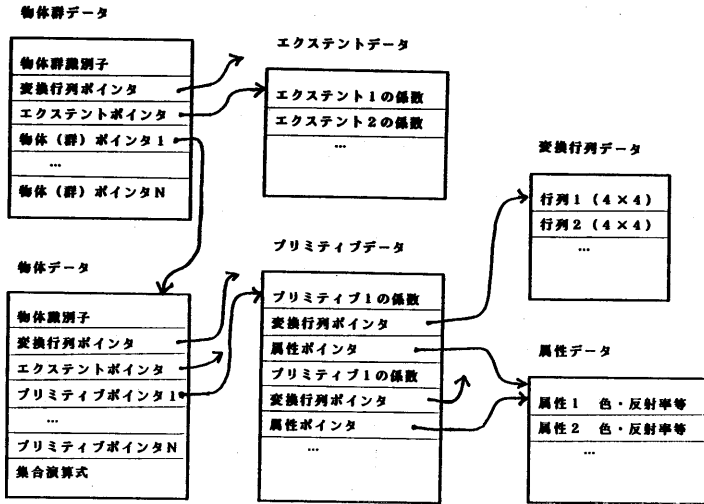 物体群データ
物体群識別子
変換行列ポインタ
エクステントポインタ
物体（群）ポインタ1
…
物体（群）ポインタN
エクステントデータ
エクステント1の係数
エクステント2の係数
…
変換行列データ
行列1（4×4）
行列2（4×4）
…
物体データ
物体識別子
変換行列ポインタ
エクステントポインタ
プリミティブポインタ1
…
プリミティブポインタN
集合演算式
プリミティブデータ
プリミティブ1の係数
変換行列ポインタ
属性ポインタ
プリミティブ1の係数
変換行列ポインタ
属性ポインタ
…
属性データ
属性1　色・反射率等
属性2　色・反射率等
…